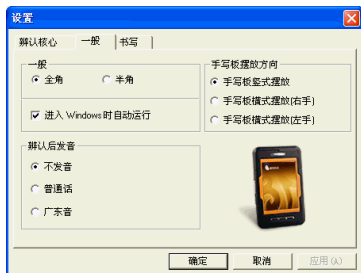 设置
辨认核心 一般 书写
一般
全角 半角
进入 Windows 时自动运行
手写板摆放方向
手写板竖式摆放
手写板横式摆放(右手)
手写板横式摆放(左手)
辨认后发音
不发音
普通话
广东音
确定 取消 应用(A)